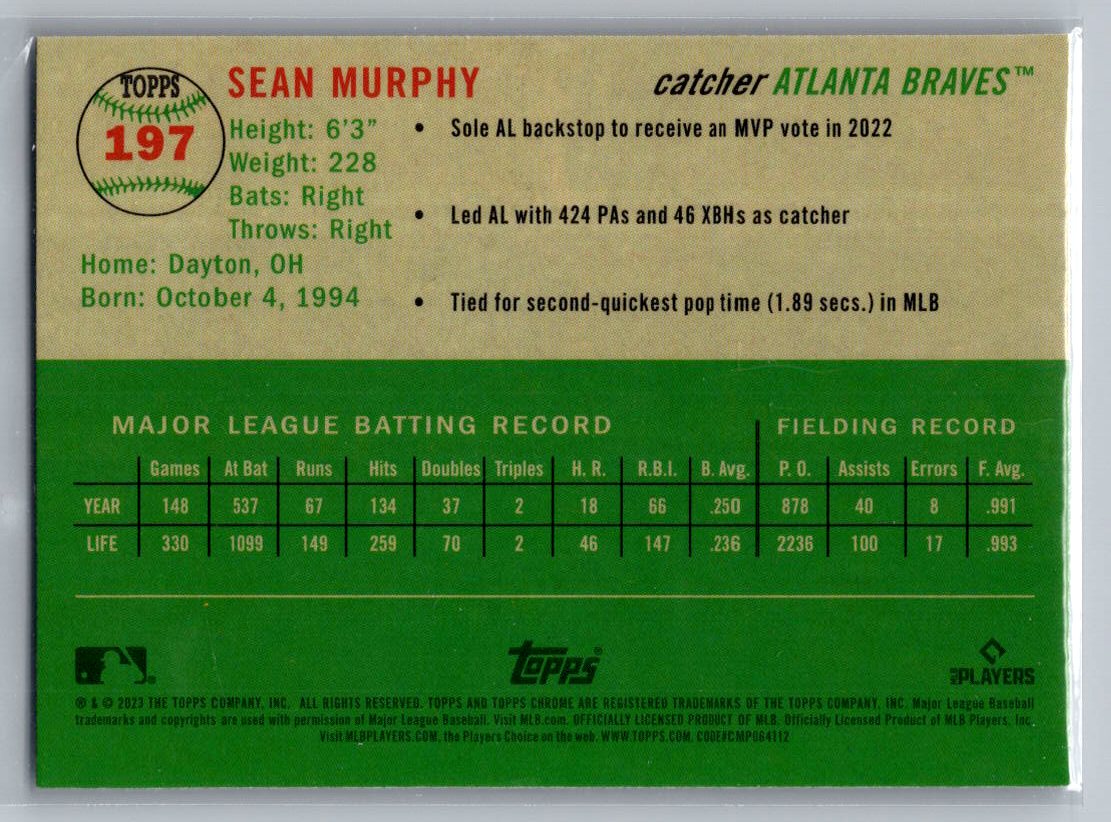 TOPPS
197
SEAN MURPHY
catcher ATLANTA BRAVES™
Height: 6'3"
Weight: 228
Bats: Right
Throws: Right
Home: Dayton, OH
Born: October 4, 1994
• Sole AL backstop to receive an MVP vote in 2022
• Led AL with 424 PAs and 46 XBHs as catcher
• Tied for second-quickest pop time (1.89 secs.) in MLB
MAJOR LEAGUE BATTING RECORD FIELDING RECORD
Games At Bat Runs Hits Doubles Triples H. R. R.B.I. B. Avg. P. O. Assists Errors F. Avg.
YEAR 148 537 67 134 37 2 18 66 .250 878 40 8 .991
LIFE 330 1099 149 259 70 2 46 147 .236 2236 100 17 .993
Topps®
MLB PLAYERS
® & © 2023 THE TOPPS COMPANY, INC. ALL RIGHTS RESERVED. TOPPS AND TOPPS CHROME ARE REGISTERED TRADEMARKS OF THE TOPPS COMPANY, INC. Major League Baseball
trademarks and copyrights are used with permission of Major League Baseball. Visit MLB.com. OFFICIALLY LICENSED PRODUCT OF MLB. Officially Licensed Product of MLB Players, Inc.
Visit MLBPLAYERS.COM, the Players Choice on the web. WWW.TOPPS.COM. CODE#CMP064112